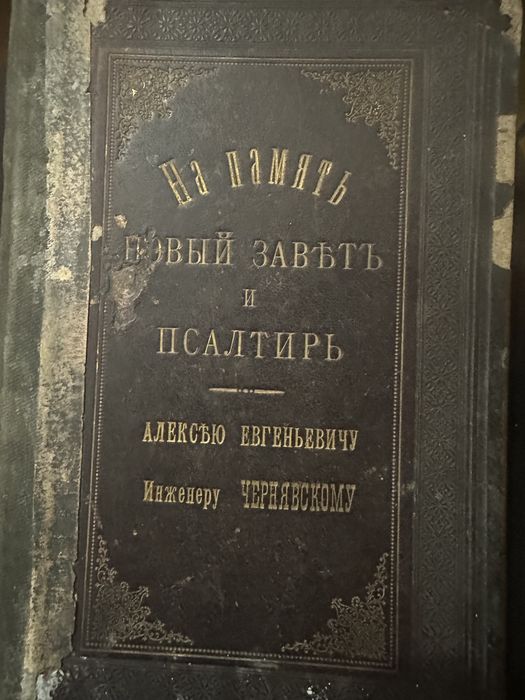 На память
НОВЫЙ ЗАВѢТЪ
и
ПСАЛТИРЬ
АЛЕКСѢЮ ЕВГЕНЬЕВИЧУ
Инженеру ЧЕРНЯВСКОМУ